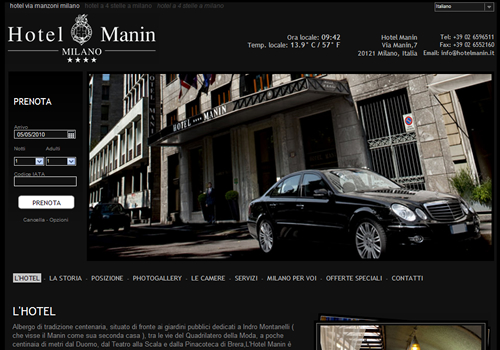 hotel via manzoni milano hotel a 4 stelle a milano hotel a 4 stelle a milano
Italiano
Hotel Manin
MILANO
Ora locale: 09:42
Temp. locale: 13.9° C / 57° F
Hotel Manin
Via Manin,7
20121 Milano, Italia
Tel: +39 02 6596511
Fax: +39 02 6552160
Email: info@hotelmanin.it
PRENOTA
Arrivo
05/05/2010
Notti Adulti
1 1
Codice IATA
PRENOTA
Cancella - Opzioni
HOTEL MANIN
HOTEL MANIN
L'HOTEL - LA STORIA - POSIZIONE - PHOTOGALLERY - LE CAMERE - SERVIZI - MILANO PER VOI - OFFERTE SPECIALI - CONTATTI
L'HOTEL
Albergo di tradizione centenaria, situato di fronte ai giardini pubblici dedicati a Indro Montanelli (
che visse il Manin come sua seconda casa ), tra le vie del Quadrilatero della Moda, a poche
centinaia di metri dal Duomo, dal Teatro alla Scala e dalla Pinacoteca di Brera,L'Hotel Manin è